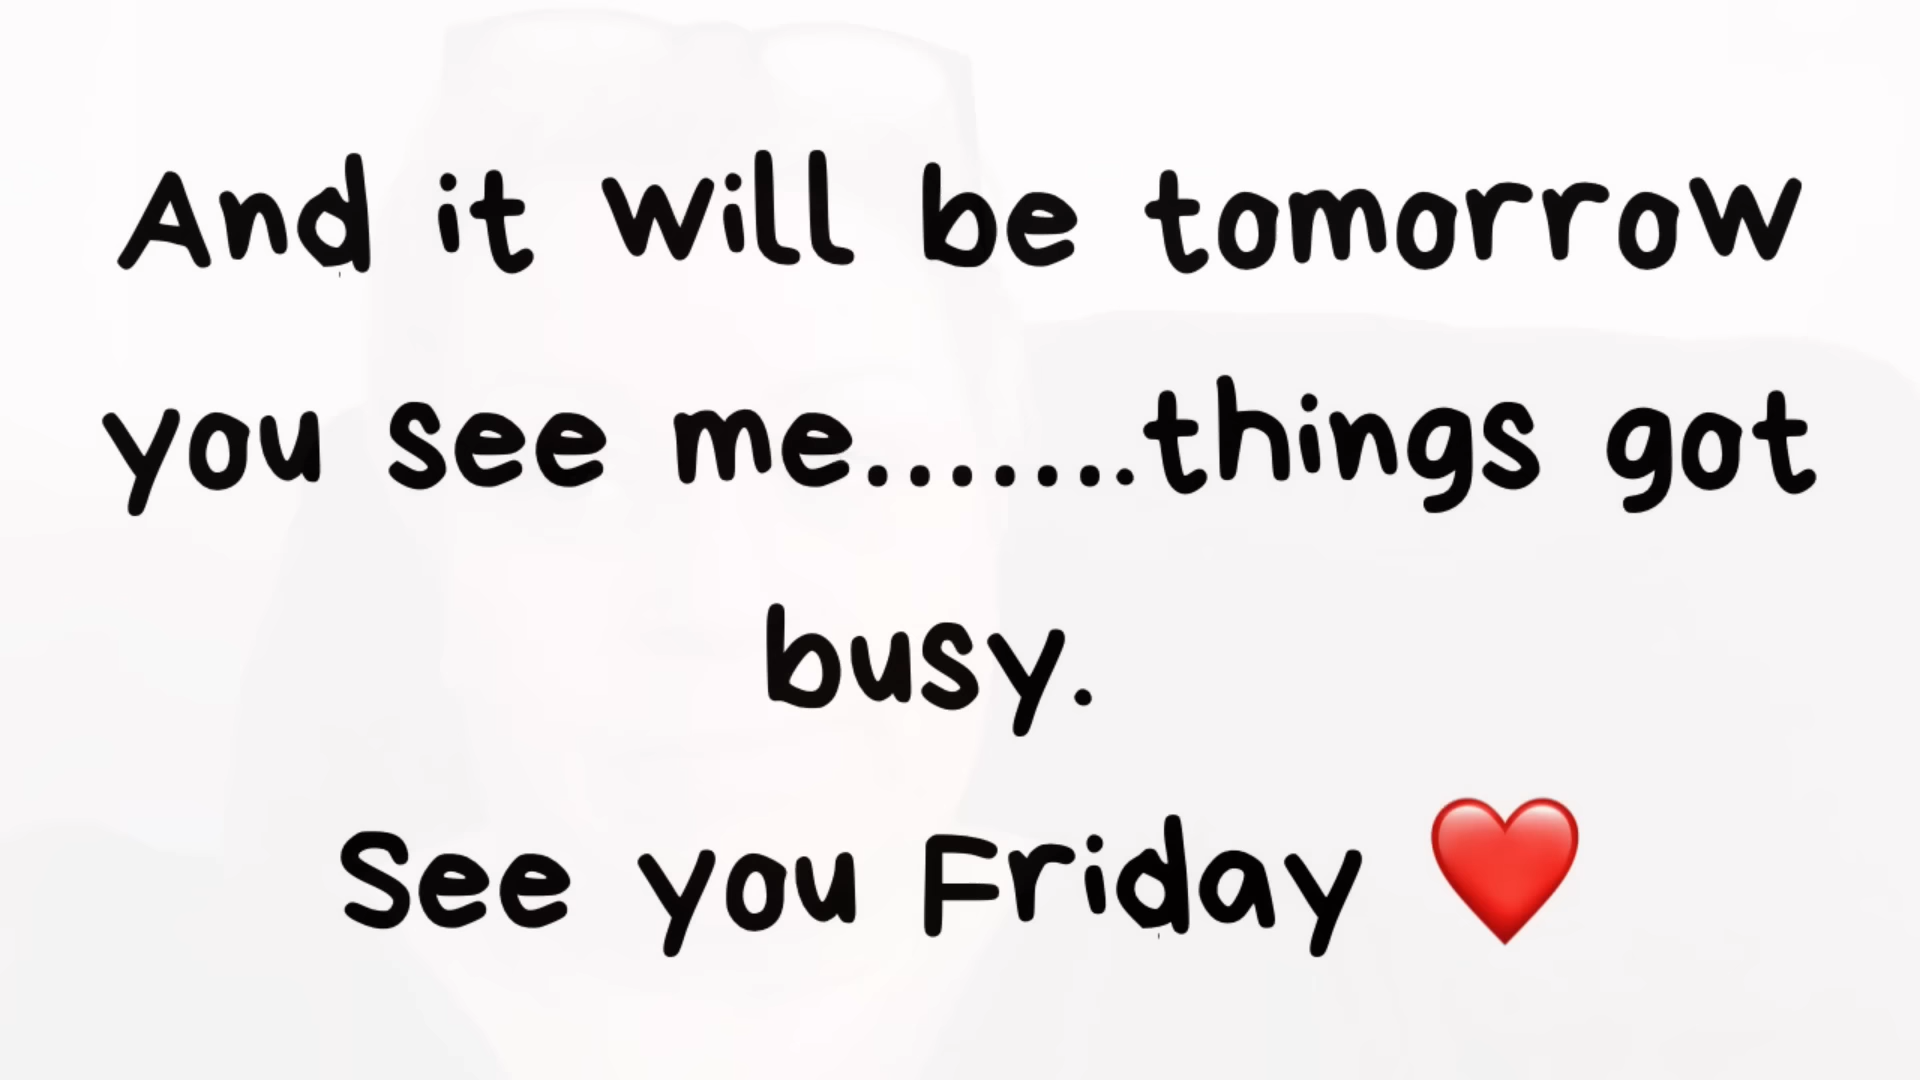 And it will be tomorrow
you see me.......things got
busy.
See you Friday ❤️